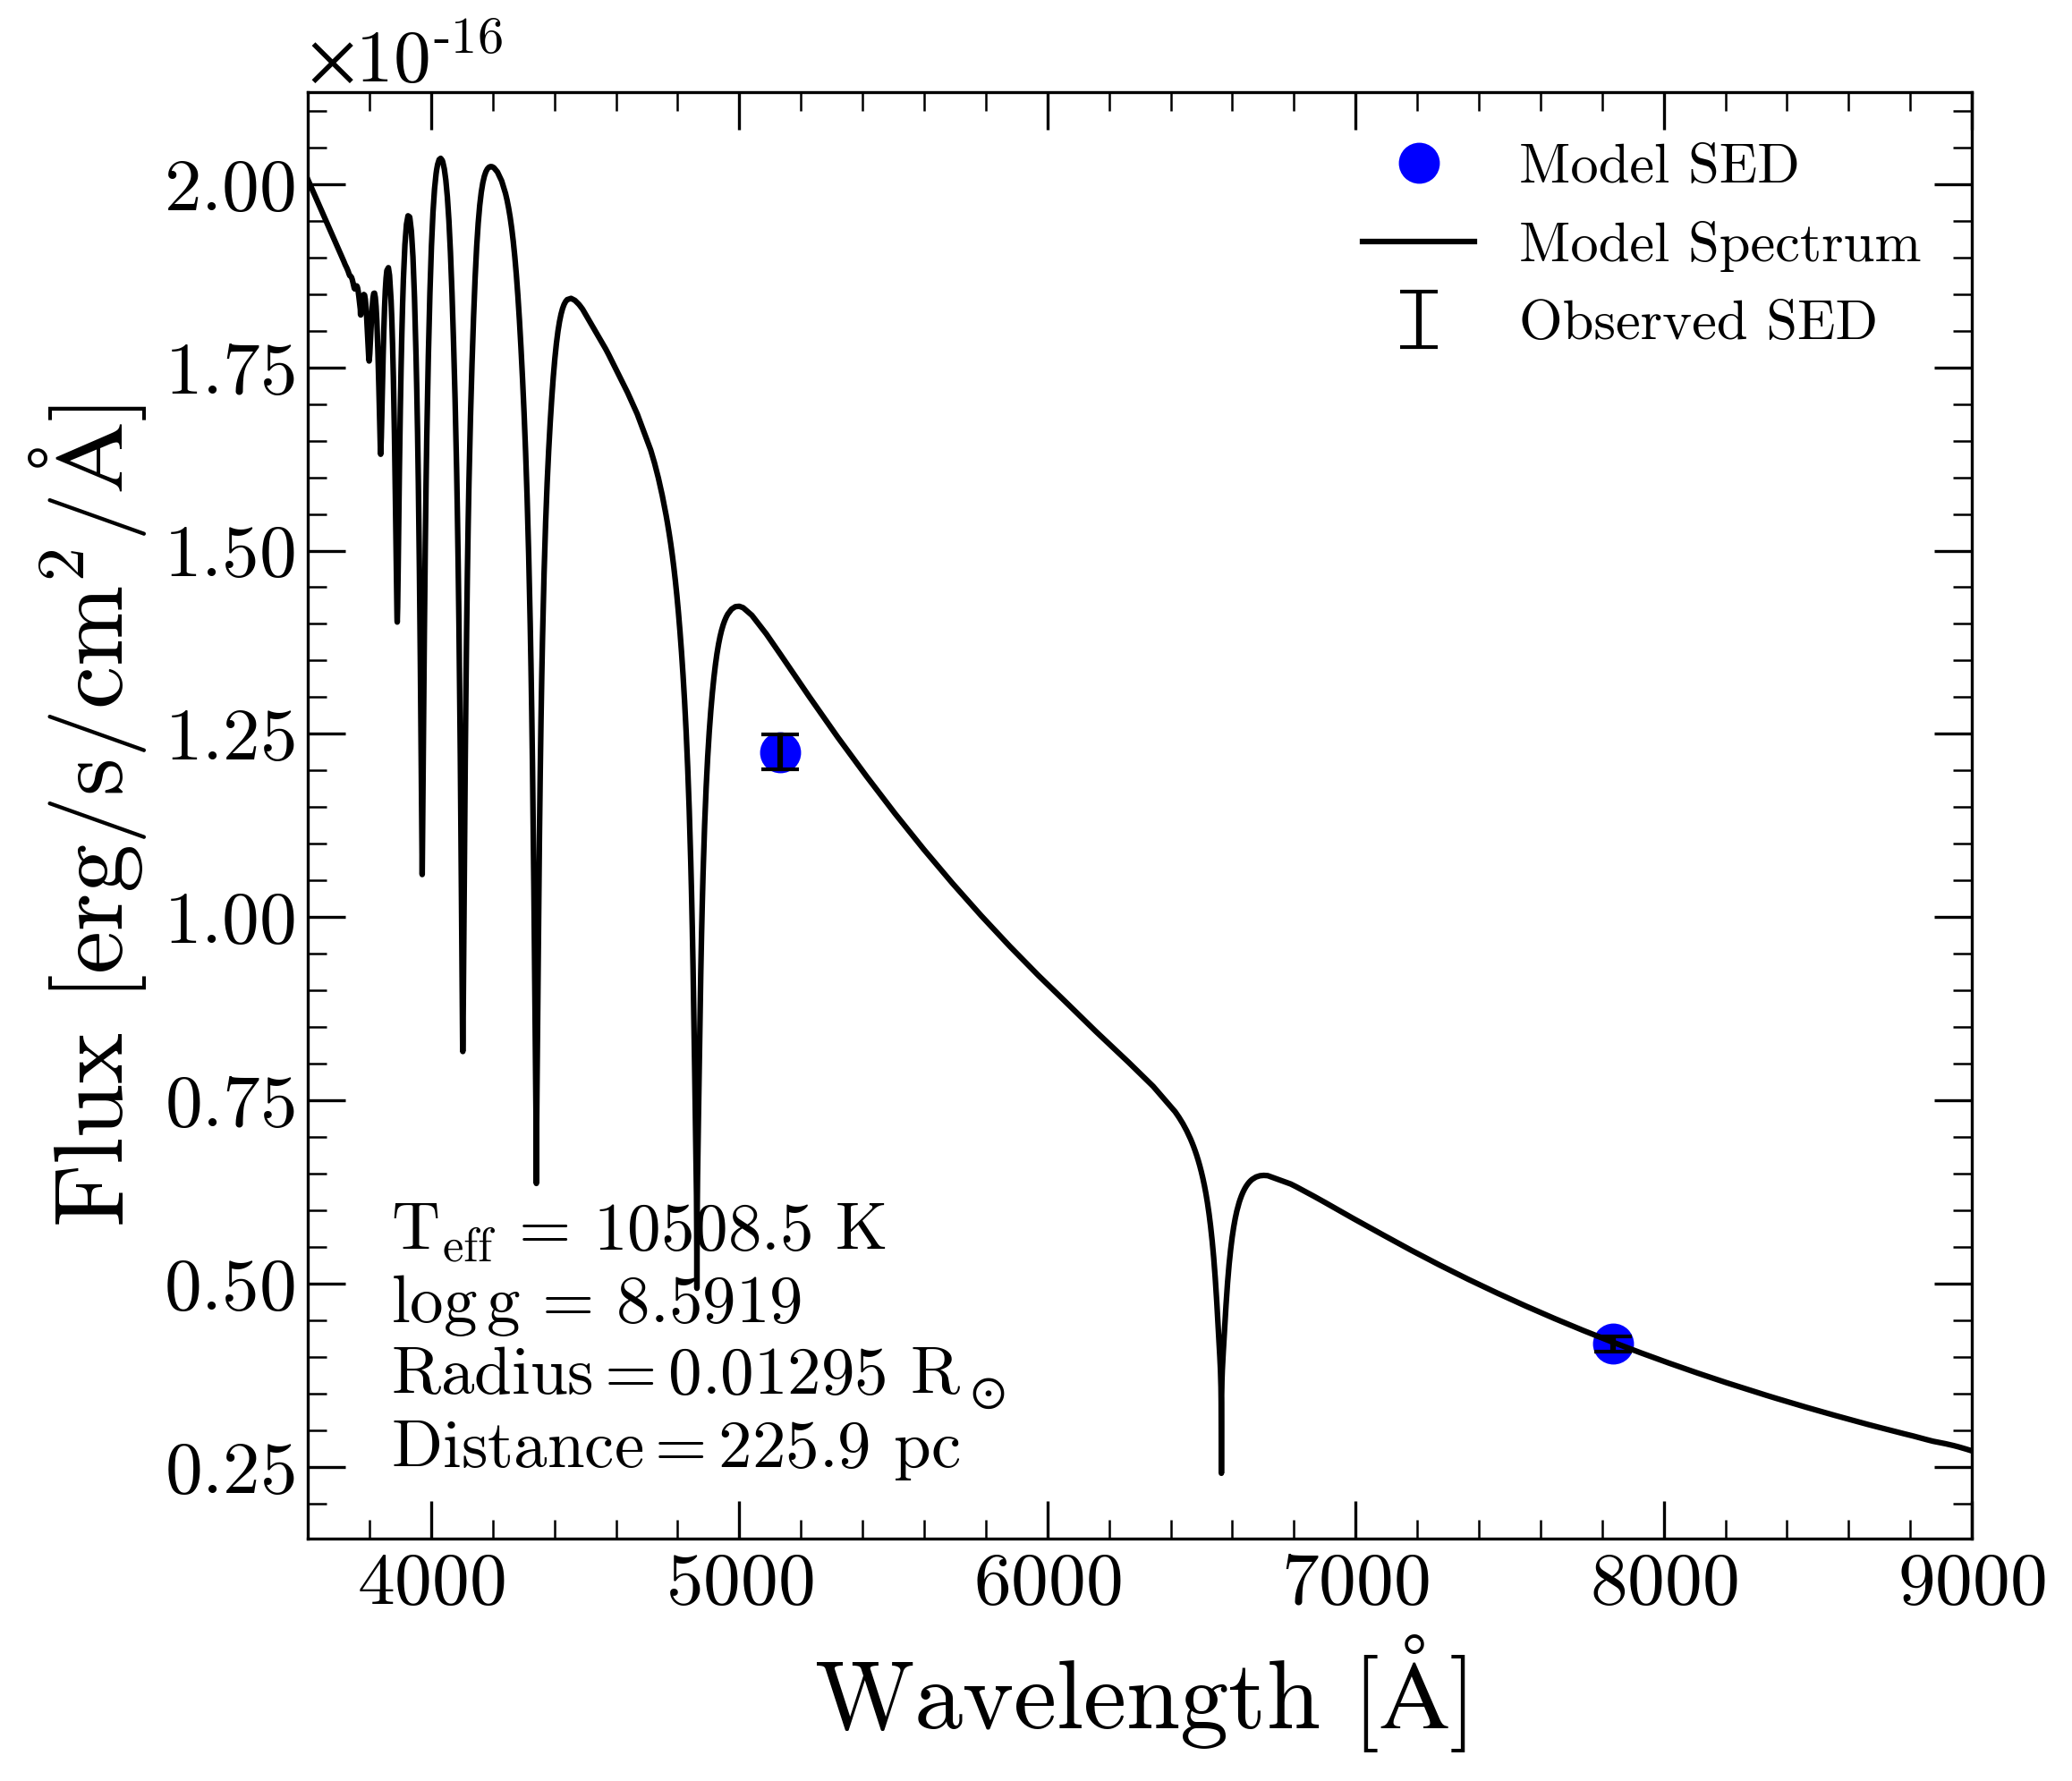 ×10-16
2.00
1.75
1.50
1.25
1.00
0.75
0.50
0.25
Flux [erg/s/cm2/Å]
Model SED
Model Spectrum
Observed SED
Teff = 10508.5 K
log g = 8.5919
Radius = 0.01295 R⊙
Distance = 225.9 pc
4000 5000 6000 7000 8000 9000
Wavelength [Å]